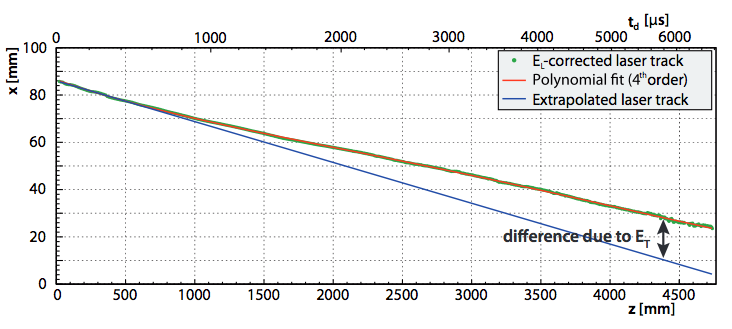 0 1000 2000 3000 4000 5000 6000 t_d [µs]
x [mm]
100
80
60
40
20
0
E_L-corrected laser track
Polynomial fit (4th order)
Extrapolated laser track
difference due to E_T
0 500 1000 1500 2000 2500 3000 3500 4000 4500
z [mm]